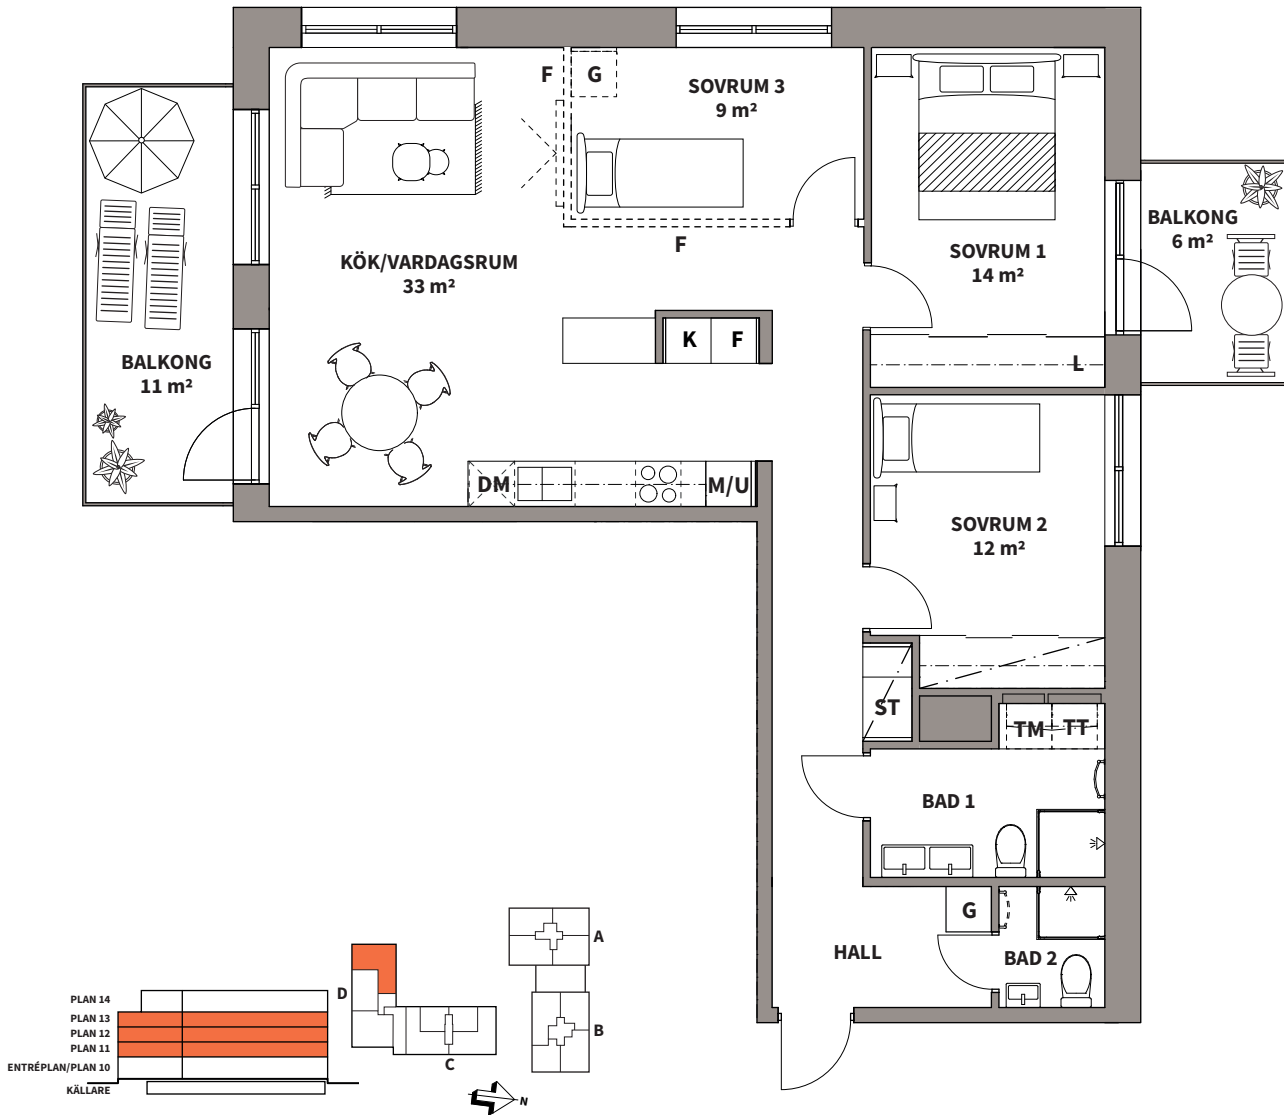 F
G
SOVRUM 3
9 m²
F
KÖK/VARDAGSRUM
33 m²
SOVRUM 1
14 m²
BALKONG
6 m²
K
F
L
BALKONG
11 m²
DM
M/U
SOVRUM 2
12 m²
ST
TM
TT
BAD 1
G
HALL
BAD 2
A
B
C
D
PLAN 14
PLAN 13
PLAN 12
PLAN 11
ENTRÉPLAN/PLAN 10
KÄLLARE
N